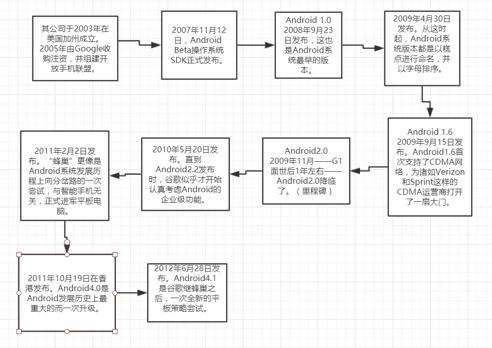 其公司于2003年在
美国加州成立。
2005年由Google收
购注资，并组建开
放手机联盟。
2007年11月12
日，Android
Beta操作系统
SDK正式发布。
Android 1.0
2008年9月23
日发布，这也
是Android系
统最早的版
本。
2009年4月30日
发布。从这时
起，Android系
统版本都是以糕
点进行命名，并
以字母排序。
Android 1.6
2009年9月15日发
布。Android1.6首
次支持了CDMA网
络，为诸如Verizon
和Sprint这样的
CDMA运营商打开
了一扇大门。
Android2.0
2009年11月——G1
面世后1年左右——
Android2.0降临
了。（里程碑）
2010年5月20日发
布。直到
Android2.2发布
时，谷歌似乎才开始
认真考虑Android的
企业级功能。
2011年2月2日发
布。“蜂巢”更像是
Android系统发展历
程上向分岔路的一次
尝试，与智能手机无
关，正式进军平板电
脑。
2011年10月19日在香
港发布。Android4.0是
Android发展历史上最
重大的而一次升级。
2012年6月28日发
布。Android4.1
是谷歌继蜂巢之
后，一次全新的平
板策略尝试。